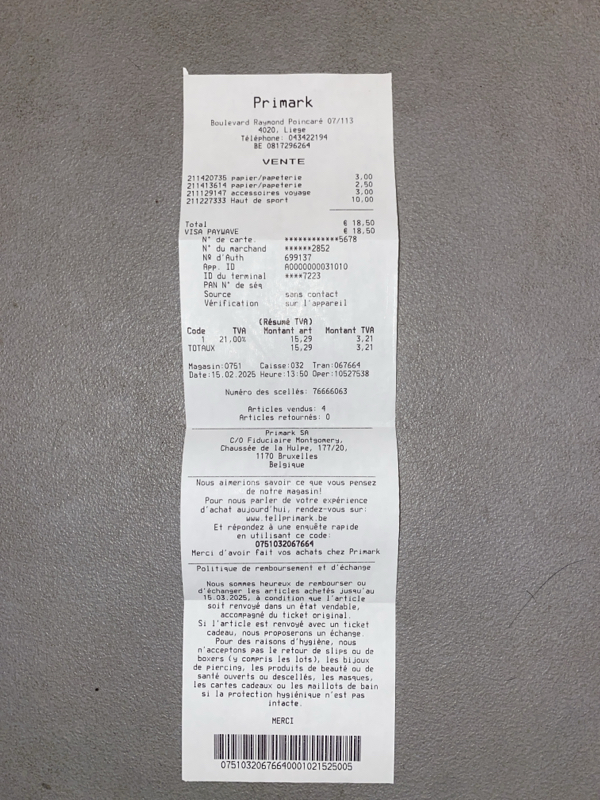 Primark
Boulevard Raymond Poincaré 07/113
4020, Liege
Téléphone: 043422194
BE 0817296264
VENTE
211420735 papier/papeterie 3,00
211413614 papier/papeterie 2,50
211129147 accessoires voyage 3,00
211227333 Haut de sport 10,00
Total € 18,50
VISA PAYWAVE € 18,50
N° de carte. ************5678
N° du marchand ******2852
Nº d'Auth 699137
App. ID A0000000031010
ID du terminal ****7223
PAN N° de séq
Source sans contact
Vérification sur l'appareil
(Résumé TVA)
Code TVA Montant art Montant TVA
1 21,00% 15,29 3,21
TOTAUX 15,29 3,21
Magasin:0751 Caisse:032 Tran:067664
Date:15.02.2025 Heure:13:50 Oper:10527538
Numéro des scellés: 76666063
Articles vendus: 4
Articles retournés: 0
Primark SA
C/O Fiduciaire Montgomery,
Chaussée de la Hulpe, 177/20,
1170 Bruxelles
Belgique
Nous aimerions savoir ce que vous pensez
de notre magasin!
Pour nous parler de votre expérience
d'achat aujourd'hui, rendez-vous sur:
www.tellprimark.be
Et répondez à une enquête rapide
en utilisant ce code:
0751032067664
Merci d'avoir fait vos achats chez Primark
Politique de remboursement et d'échange
Nous sommes heureux de rembourser ou
d'échanger les articles achetés jusqu'au
15.03.2025, à condition que l'article
soit renvoyé dans un état vendable,
accompagné du ticket original.
Si l'article est renvoyé avec un ticket
cadeau, nous proposerons un échange.
Pour des raisons d'hygiène, nous
n'acceptons pas le retour de slips ou de
boxers (y compris les lots), les bijoux
de piercing, les produits de beauté ou de
santé ouverts ou descellés, les masques,
les cartes cadeaux ou les maillots de bain
si la protection hygiénique n'est pas
intacte.
MERCI
07510320676640001021525005